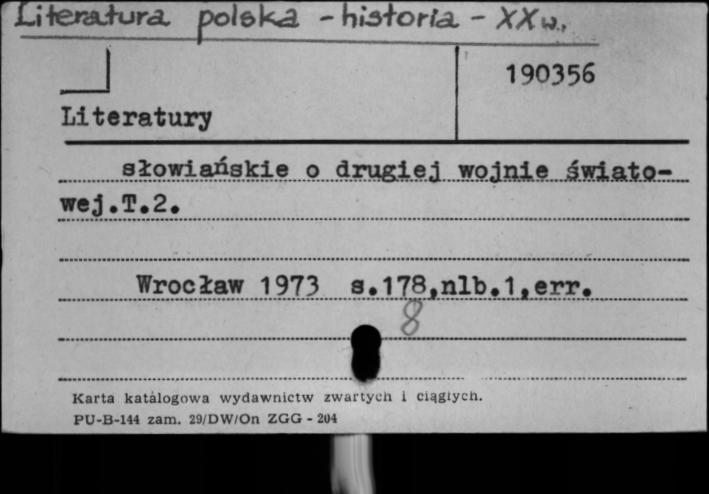 Literatura polska - historia - XX w.,
190356
Literatury
słowiańskie o drugiej wojnie świato-
wej.T.2.
Wrocław 1973 s.178,nlb.1,err.
8
Karta katalogowa wydawnictw zwartych i ciągłych.
PU-B-144 zam. 29/DW/On ZGG - 204